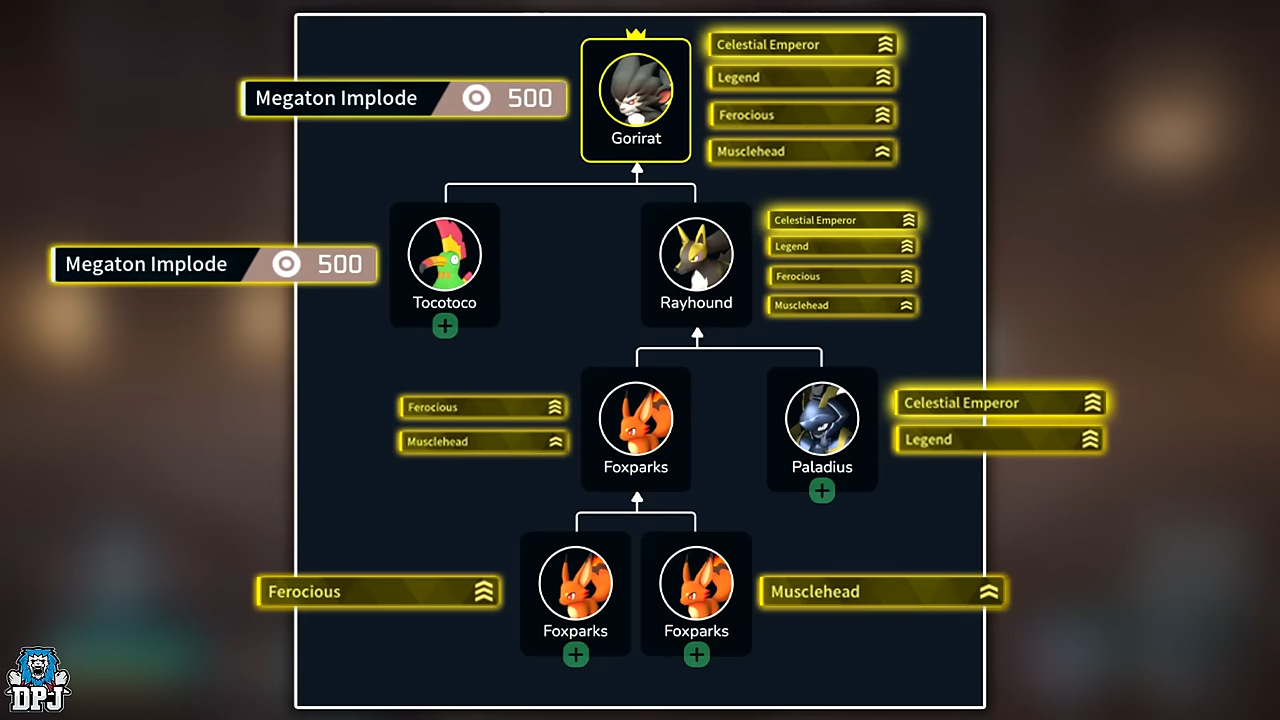 Celestial Emperor
Legend
Megaton Implode 500
Ferocious
Gorirat
Musclehead
Celestial Emperor
Legend
Megaton Implode 500
Ferocious
Tocotoco
Rayhound
Musclehead
Ferocious
Celestial Emperor
Musclehead
Legend
Foxparks
Paladius
Ferocious
Musclehead
Foxparks
Foxparks
DPJ